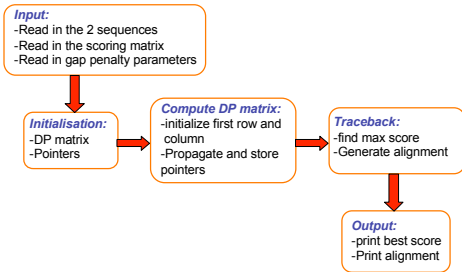 Input:
-Read in the 2 sequences
-Read in the scoring matrix
-Read in gap penalty parameters
Initialisation:
-DP matrix
-Pointers
Compute DP matrix:
-initialize first row and
column
-Propagate and store
pointers
Traceback:
-find max score
-Generate alignment
Output:
-print best score
-Print alignment